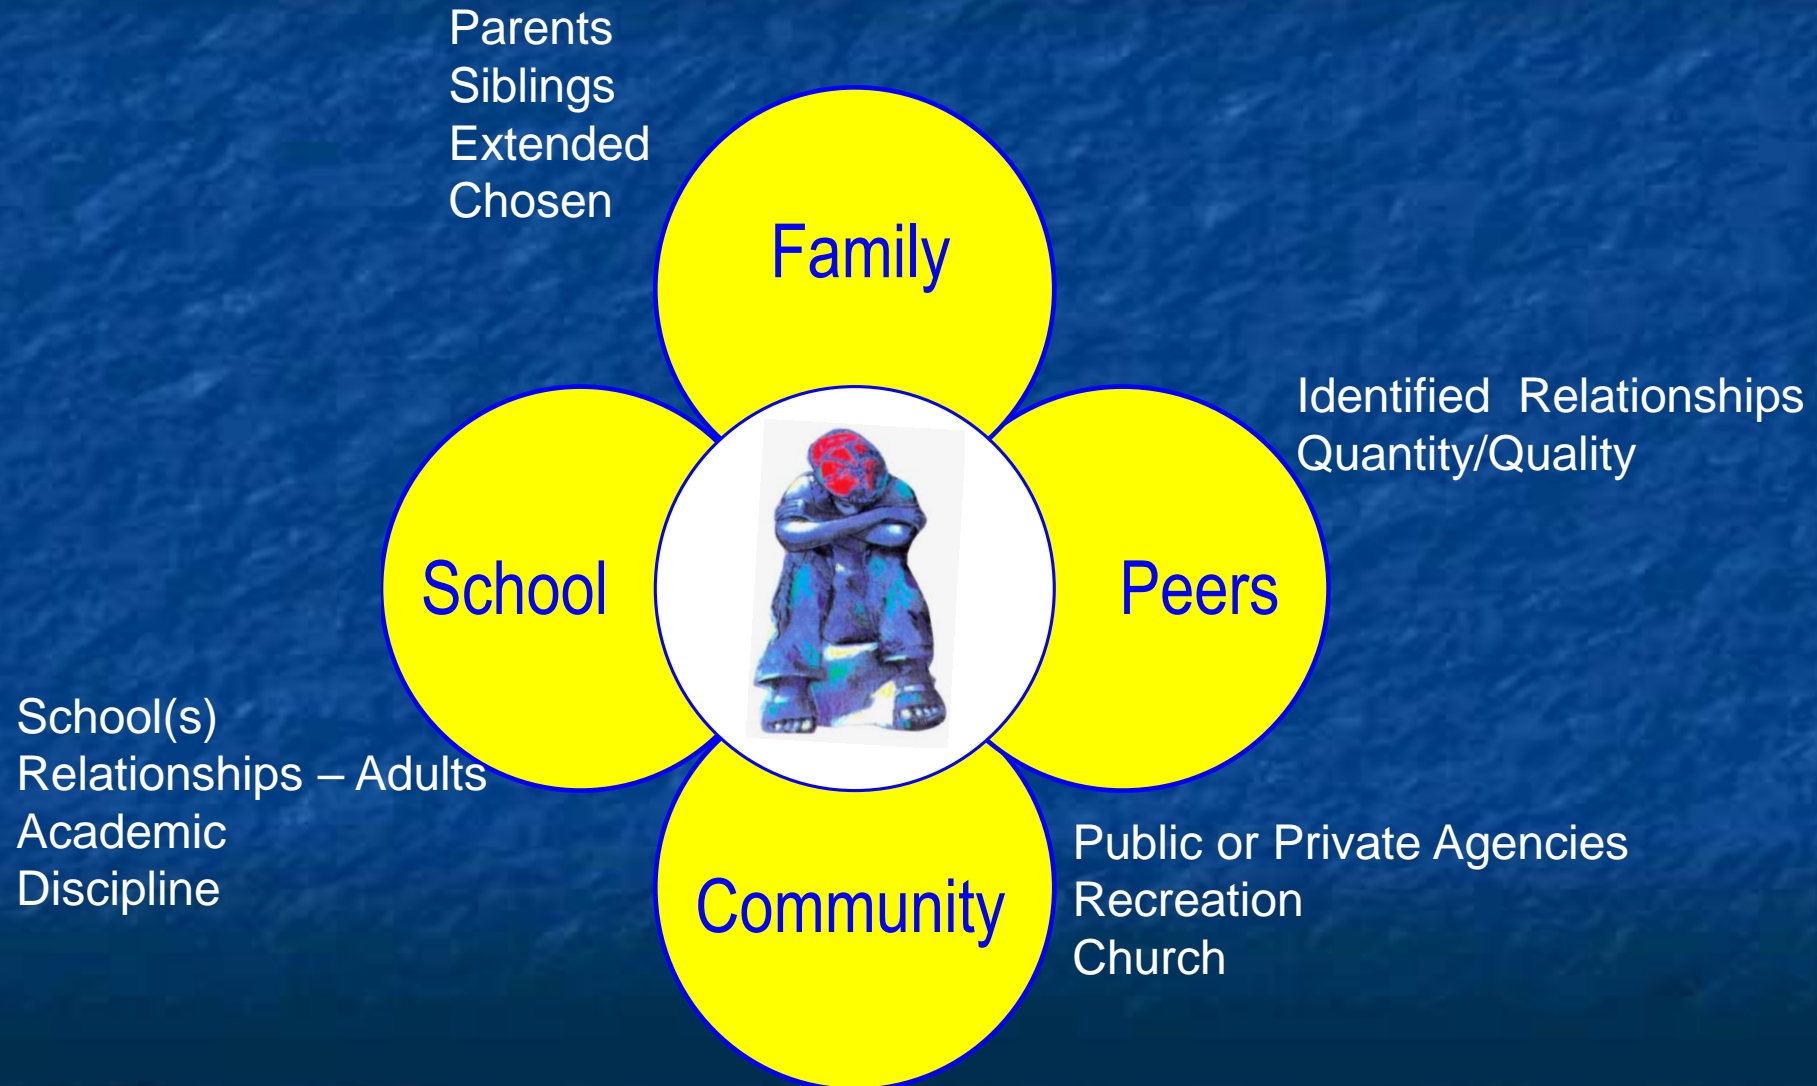 Parents
Siblings
Extended
Chosen
Family
Identified Relationships
Quantity/Quality
School
Peers
School(s)
Relationships – Adults
Academic
Discipline
Community
Public or Private Agencies
Recreation
Church